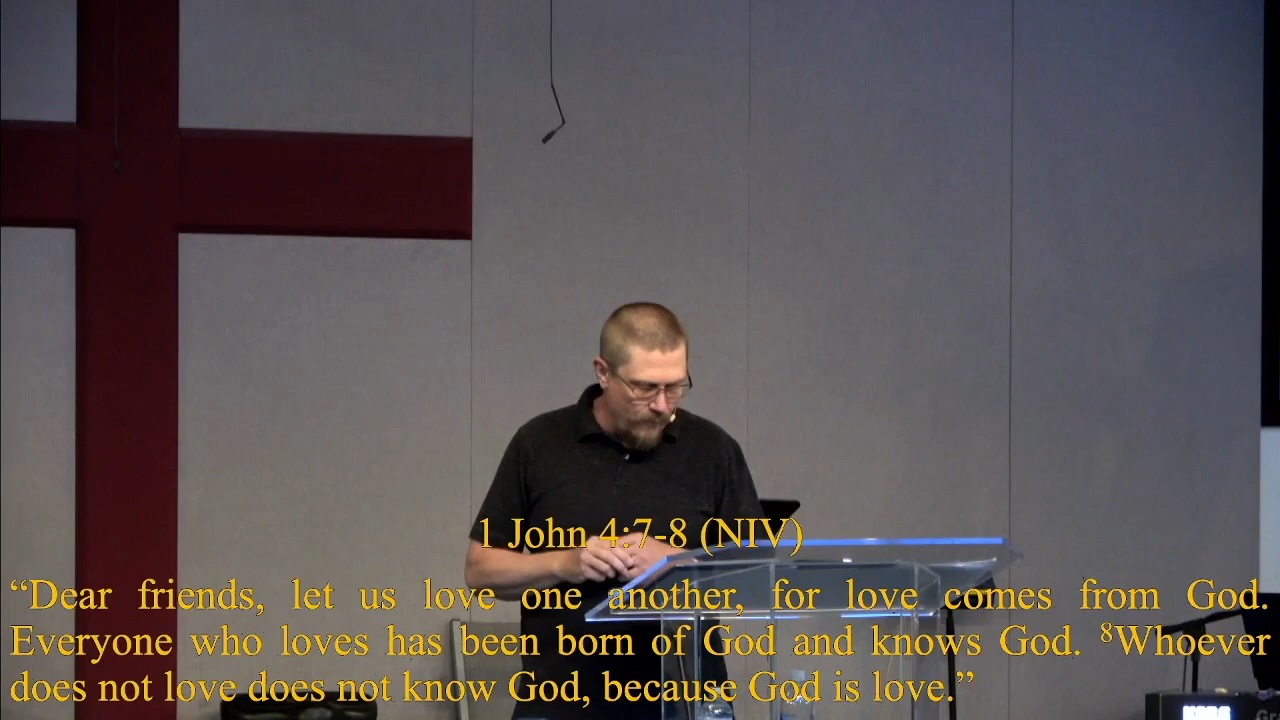 1 John 4:7-8 (NIV)
“Dear friends, let us love one another, for love comes from God.
Everyone who loves has been born of God and knows God. ⁸Whoever
does not love does not know God, because God is love.”